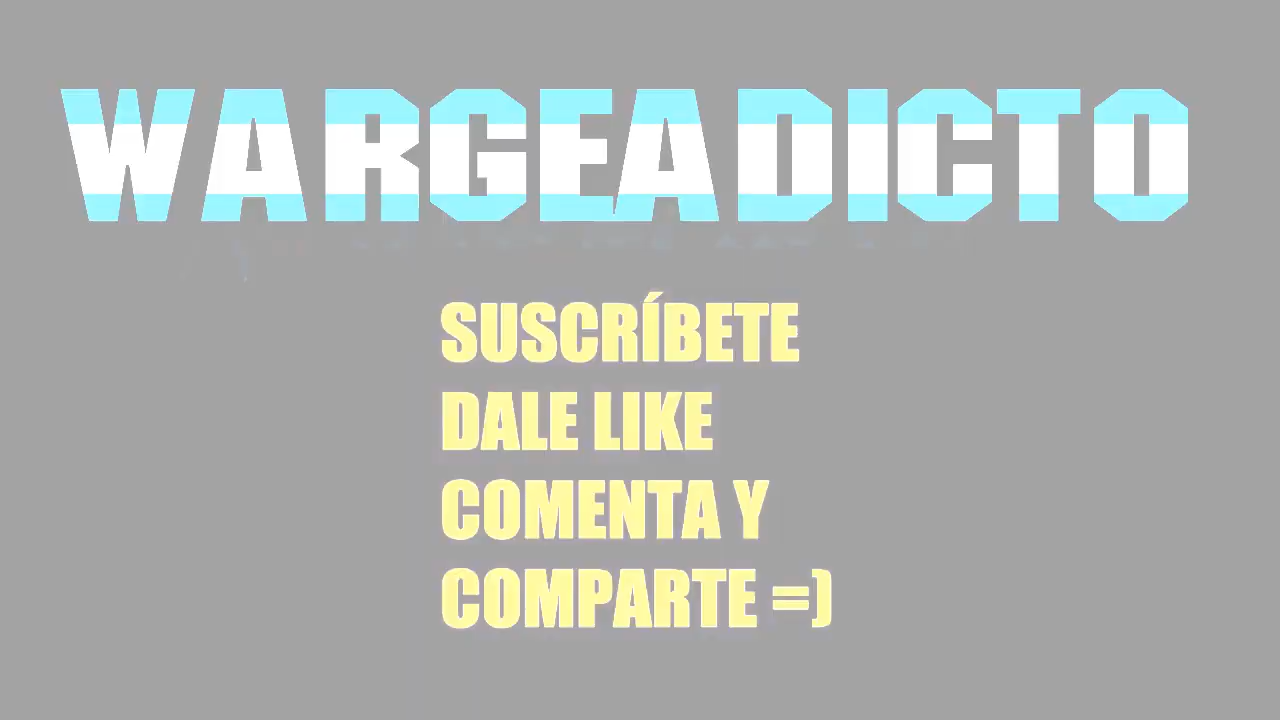 WARGEADICTO
SUSCRÍBETE
DALE LIKE
COMENTA Y
COMPARTE =)